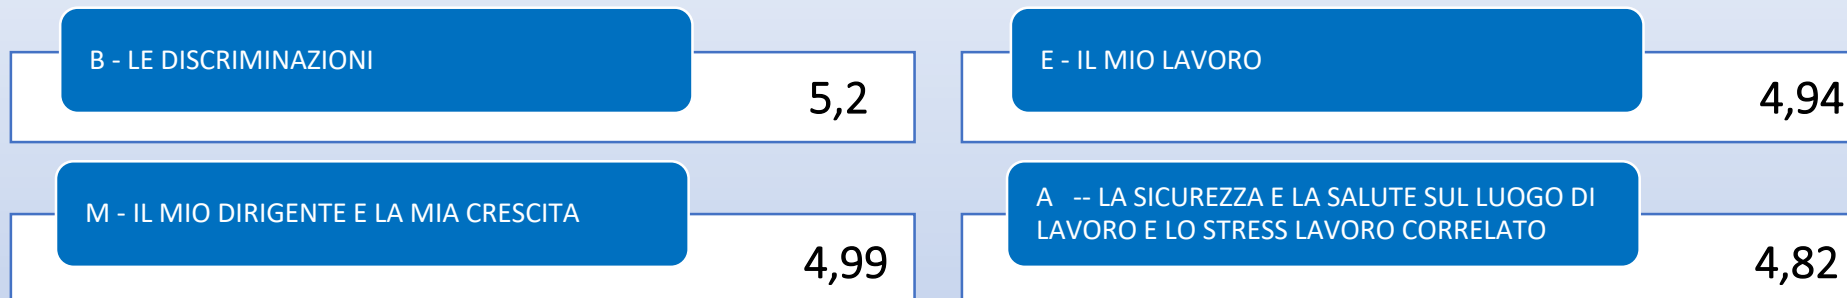 B - LE DISCRIMINAZIONI
5,2
E - IL MIO LAVORO
4,94
M - IL MIO DIRIGENTE E LA MIA CRESCITA
4,99
A -- LA SICUREZZA E LA SALUTE SUL LUOGO DI
LAVORO E LO STRESS LAVORO CORRELATO
4,82